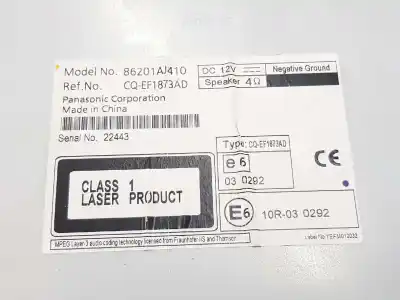 Model No. 86201AJ410
Ref.No. CQ-EF1873AD
Panasonic Corporation
Made in China
Serial No. 22443
DC 12V Negative Ground
Speaker 4Ω
Type: CQ-EF1873AD
e6
03 0292
CE
E6 10R-03 0292
CLASS 1
LASER PRODUCT
MPEG Layer 3 audio coding technology licensed from Fraunhofer IIS and Thomson
Label No.